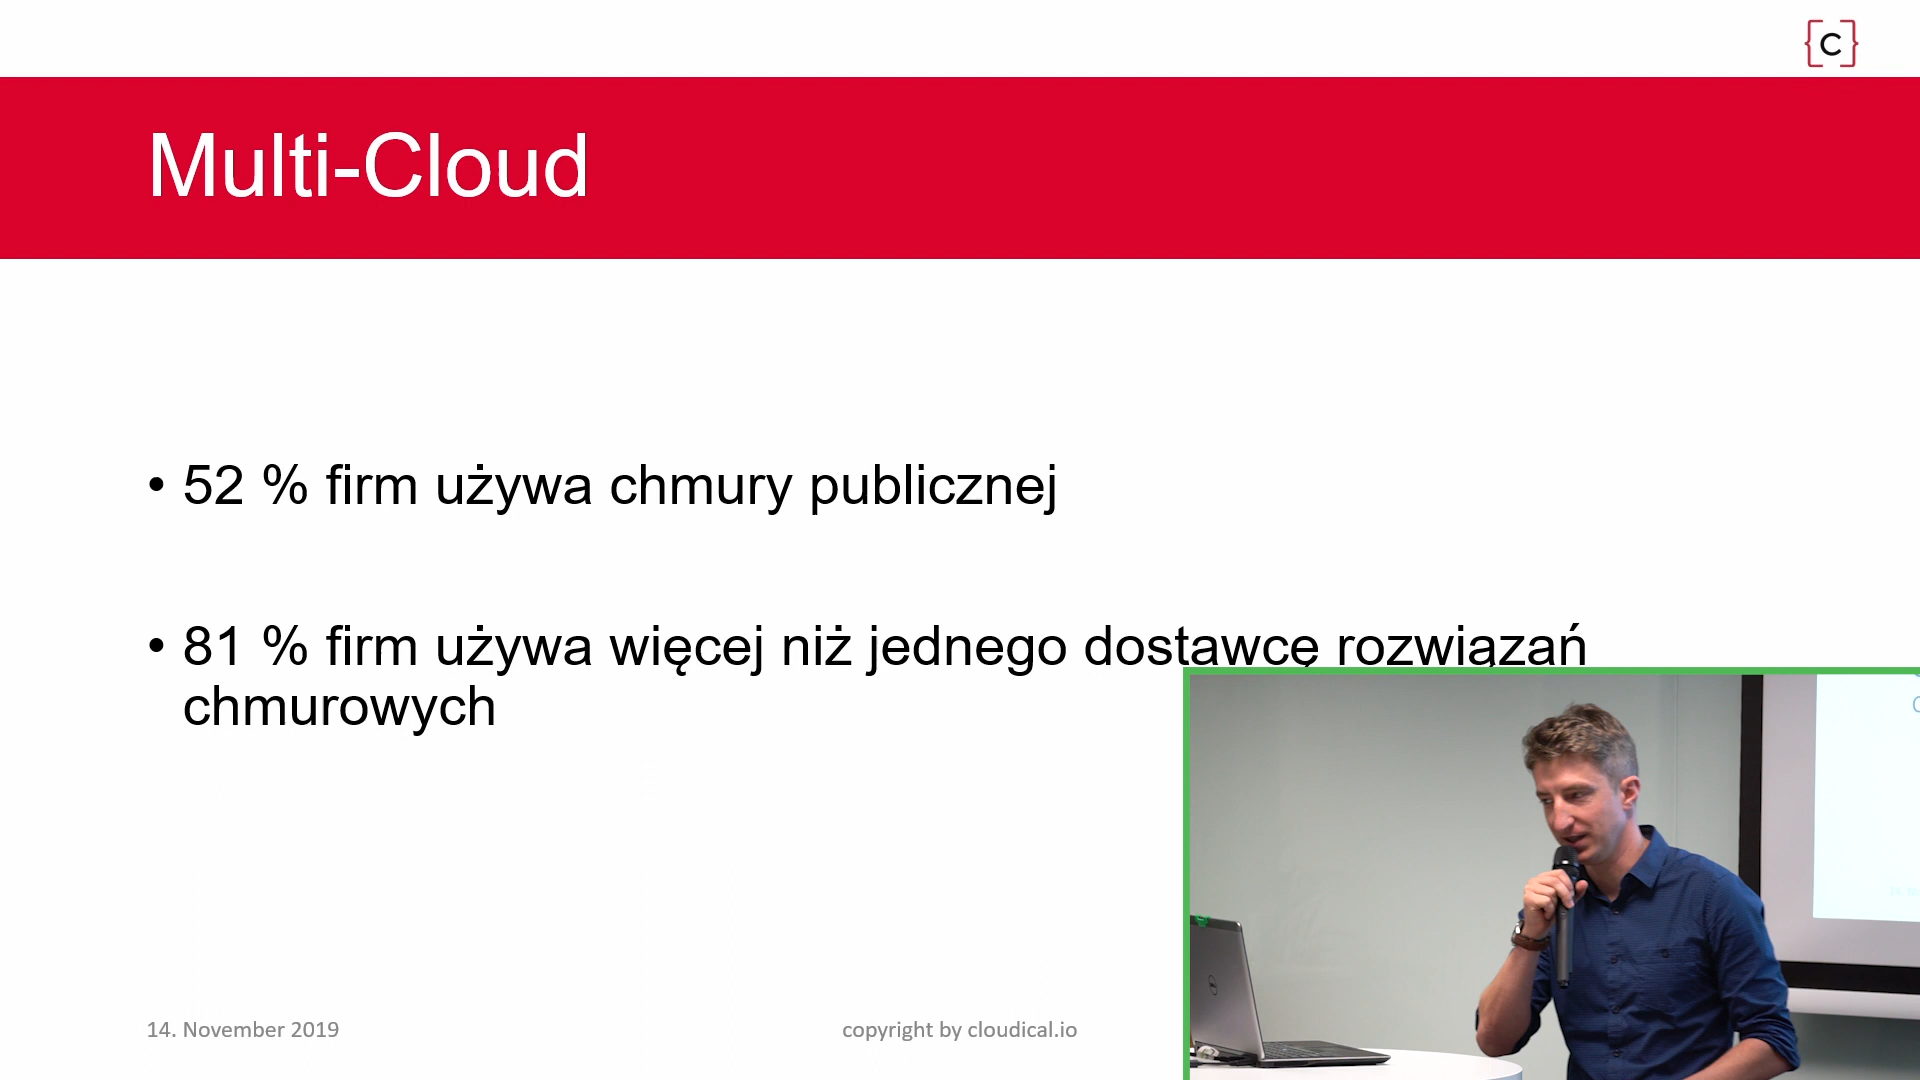 {[C]}
Multi-Cloud
• 52 % firm używa chmury publicznej
• 81 % firm używa więcej niż jednego dostawcę rozwiązań
chmurowych
14. November 2019
copyright by cloudical.io